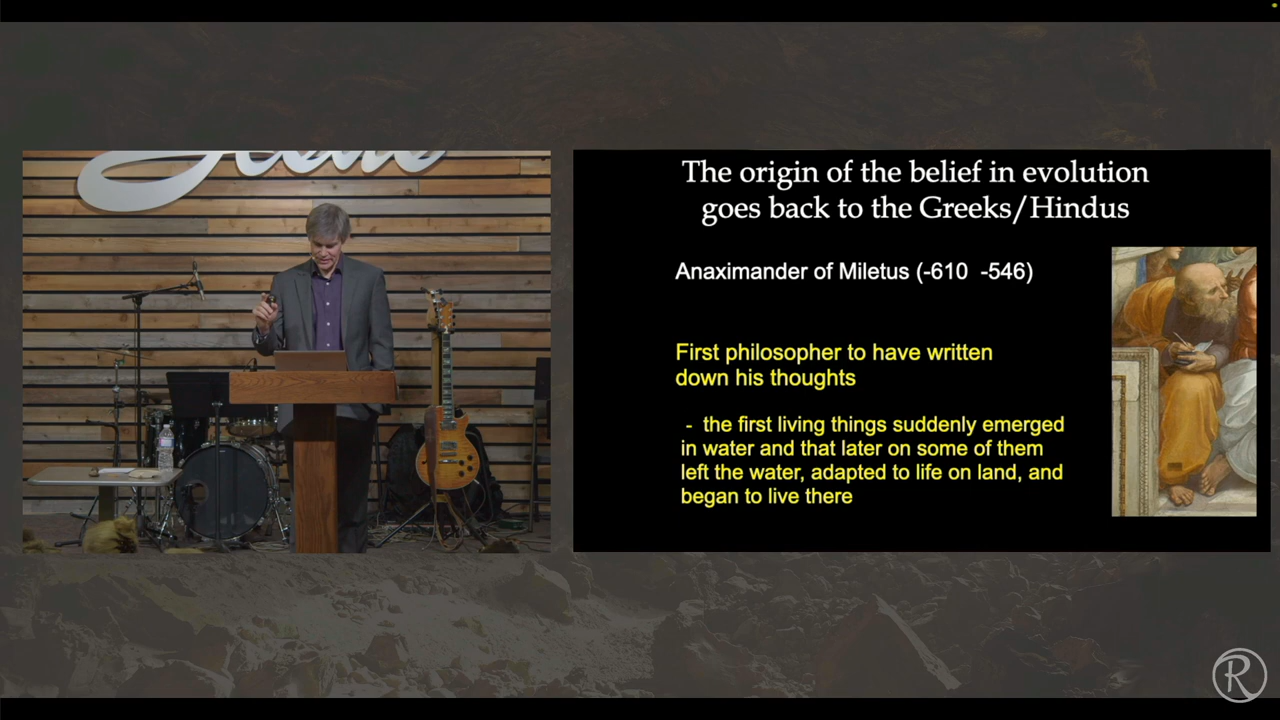 The origin of the belief in evolution
goes back to the Greeks/Hindus
Anaximander of Miletus (-610 -546)
First philosopher to have written
down his thoughts
- the first living things suddenly emerged
in water and that later on some of them
left the water, adapted to life on land, and
began to live there
R